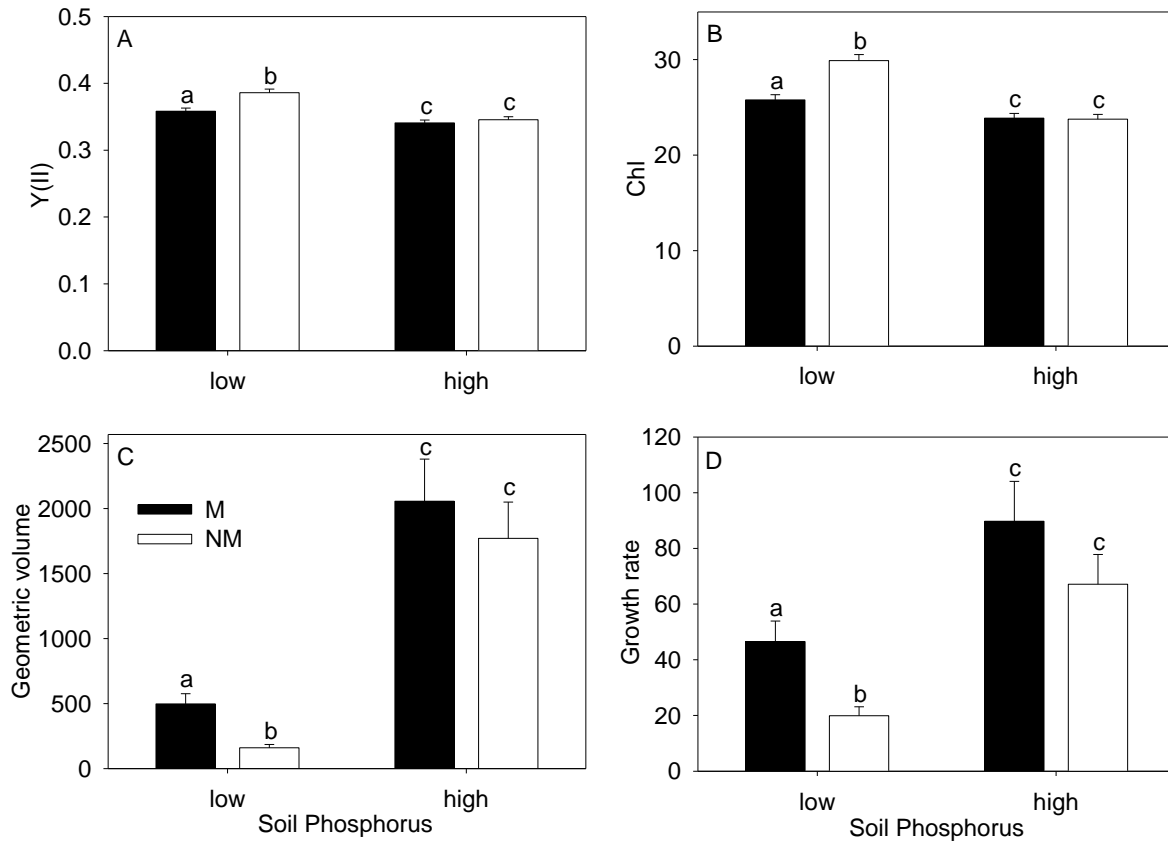 A
Y(II)
0.5
0.4
0.3
0.2
0.1
0.0
a
b
c
c
low
high
B
Chl
30
20
10
0
a
b
c
c
low
high
C
Geometric volume
2500
2000
1500
1000
500
0
M
NM
a
b
c
c
low
high
Soil Phosphorus
D
Growth rate
120
100
80
60
40
20
0
a
b
c
c
low
high
Soil Phosphorus